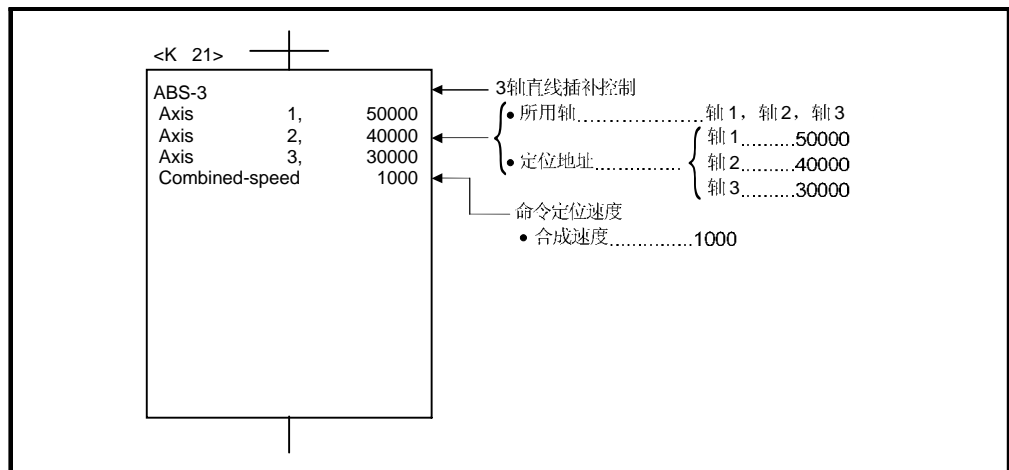 <K 21>
ABS-3
Axis 1, 50000
Axis 2, 40000
Axis 3, 30000
Combined-speed 1000
3轴直线插补控制
● 所用轴..................轴1，轴2，轴3
● 定位地址............
轴1.........50000
轴2.........40000
轴3.........30000
命令定位速度
● 合成速度..............1000